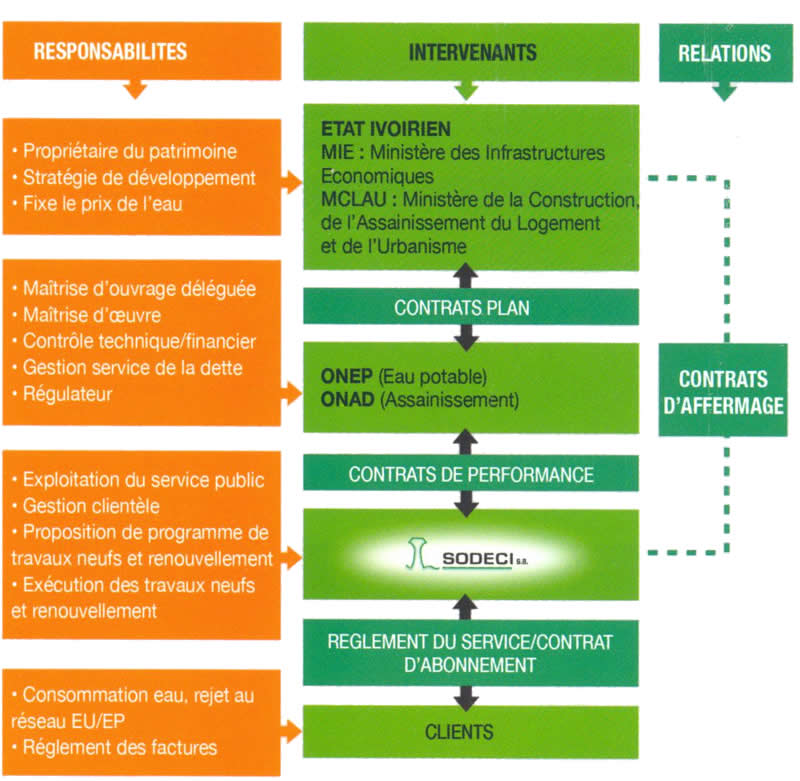 RESPONSABILITES
INTERVENANTS
RELATIONS
• Propriétaire du patrimoine
• Stratégie de développement
• Fixe le prix de l'eau
ETAT IVOIRIEN
MIE : Ministère des Infrastructures
Economiques
MCLAU : Ministère de la Construction,
de l'Assainissement du Logement
et de l'Urbanisme
• Maîtrise d'ouvrage déléguée
• Maîtrise d'œuvre
• Contrôle technique/financier
• Gestion service de la dette
• Régulateur
CONTRATS PLAN
ONEP (Eau potable)
ONAD (Assainissement)
CONTRATS
D'AFFERMAGE
• Exploitation du service public
• Gestion clientèle
• Proposition de programme de
travaux neufs et renouvellement
• Exécution des travaux neufs
et renouvellement
CONTRATS DE PERFORMANCE
SODECI s.a.
REGLEMENT DU SERVICE/CONTRAT
D'ABONNEMENT
• Consommation eau, rejet au
réseau EU/EP
• Réglement des factures
CLIENTS